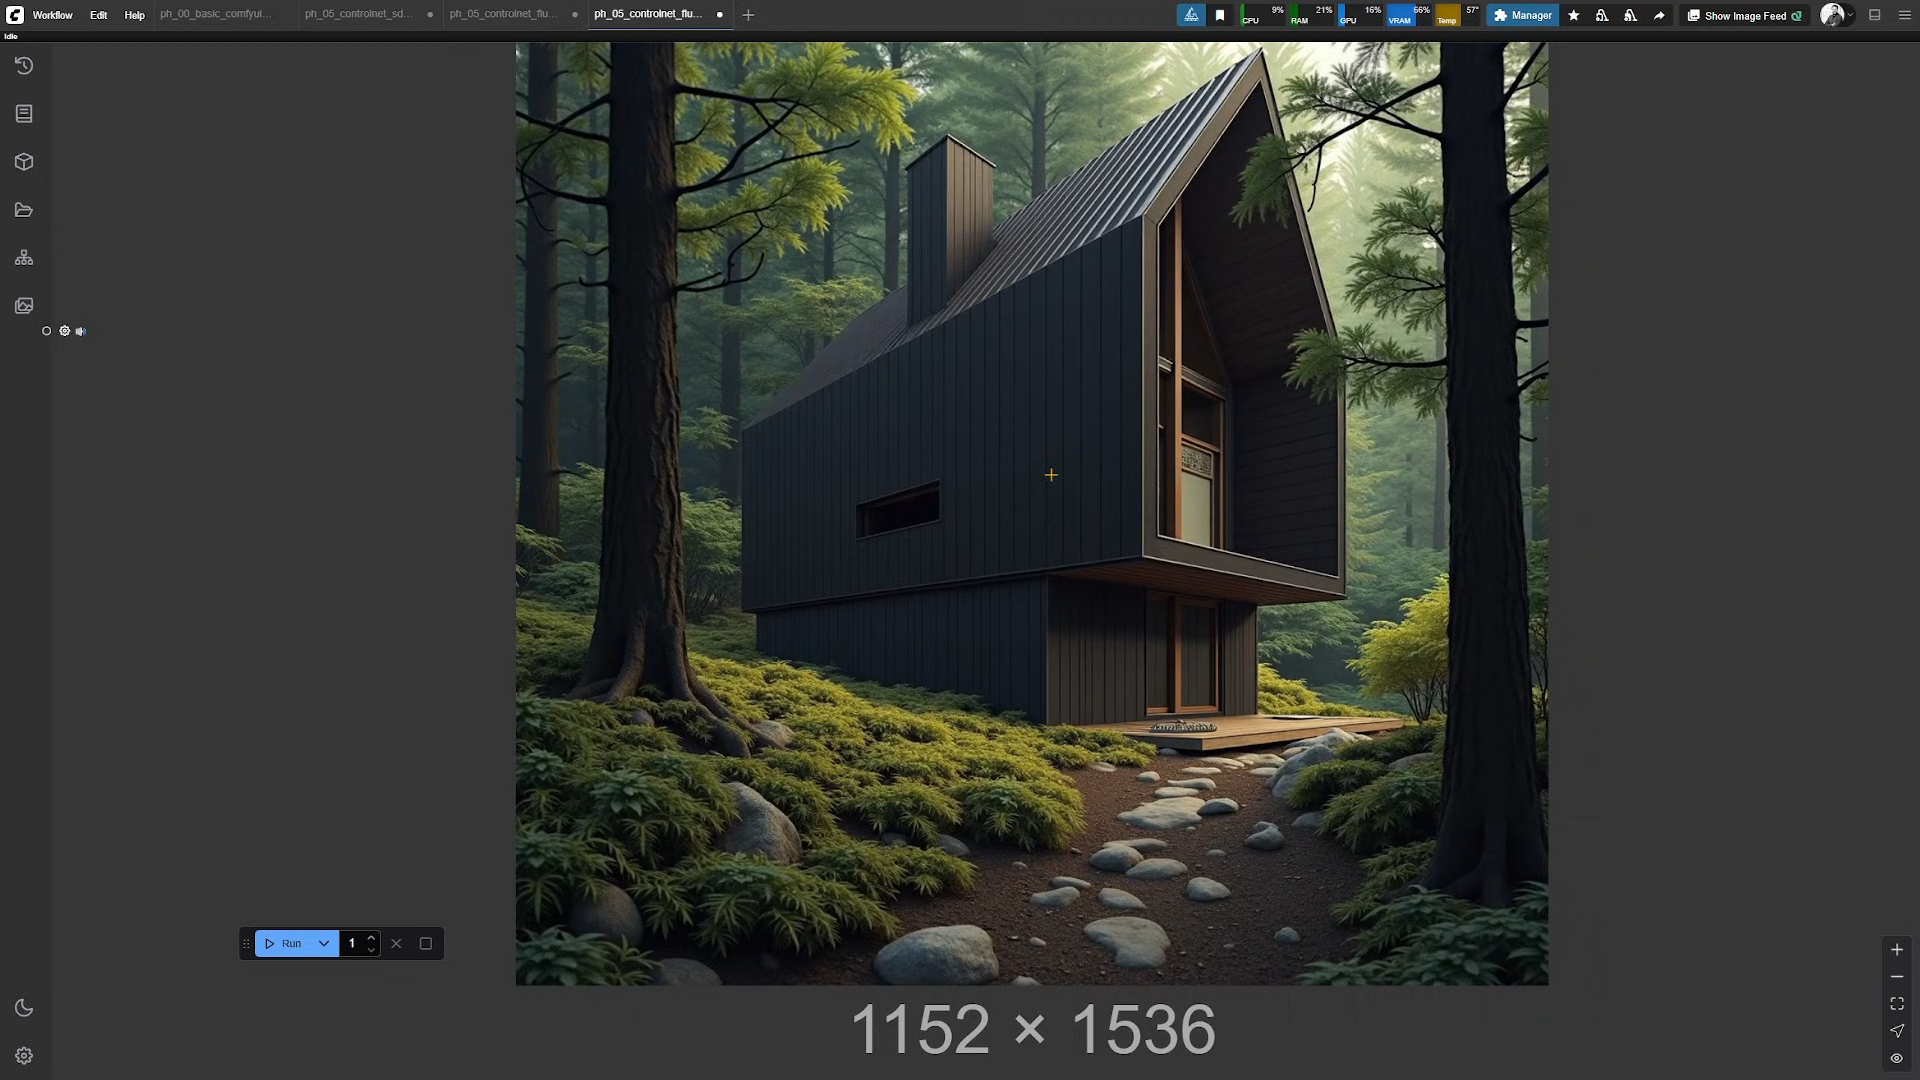 Workflow Edit Help ph_00_basic_comfyui... ph_05_controlnet_sd... ph_05_controlnet_flu... ph_05_controlnet_flu... CPU 9% RAM 21% GPU 16% VRAM 66% Temp 57° Manager Show Image Feed
Idle
Run 1
1152 × 1536